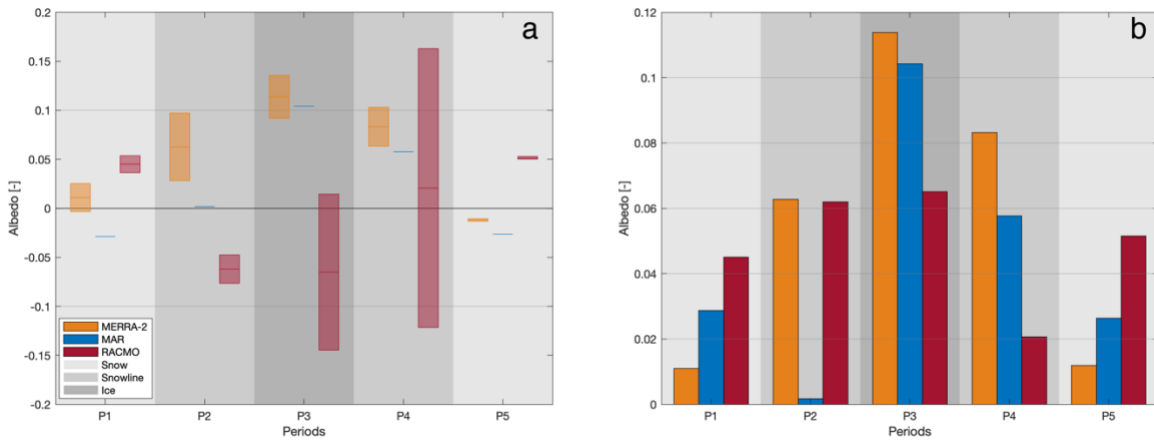 a
0.2
0.15
0.1
0.05
0
-0.05
-0.1
-0.15
-0.2
Albedo [-]
MERRA-2
MAR
RACMO
Snow
Snowline
Ice
P1 P2 P3 P4 P5
Periods
b
0.12
0.1
0.08
0.06
0.04
0.02
0
Albedo [-]
P1 P2 P3 P4 P5
Periods